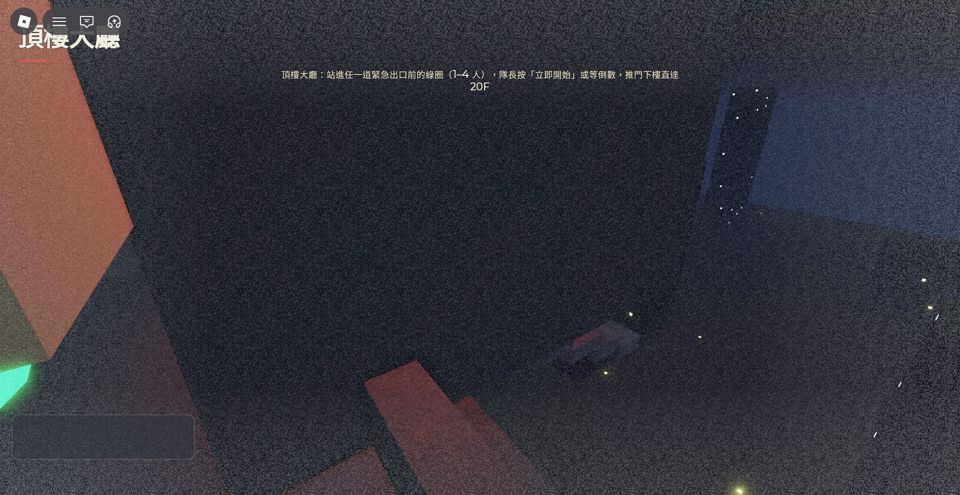 頂樓大廳
頂樓大廳：站進任一道緊急出口前的綠圈（1–4 人），隊長按「立即開始」或等倒數，推門下樓直達
20F